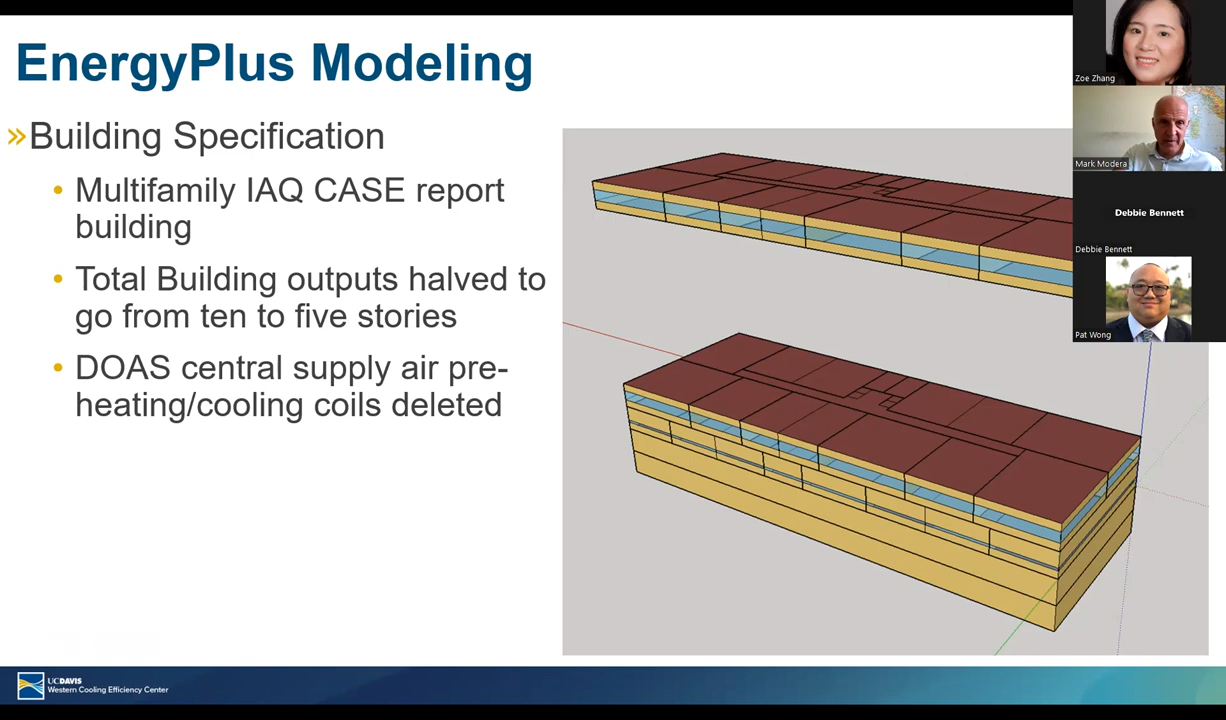 EnergyPlus Modeling
»Building Specification
• Multifamily IAQ CASE report
building
• Total Building outputs halved to
go from ten to five stories
• DOAS central supply air pre-
heating/cooling coils deleted
Zoe Zhang
Mark Modera
Debbie Bennett
Debbie Bennett
Pat Wong
UCDAVIS
Western Cooling Efficiency Center